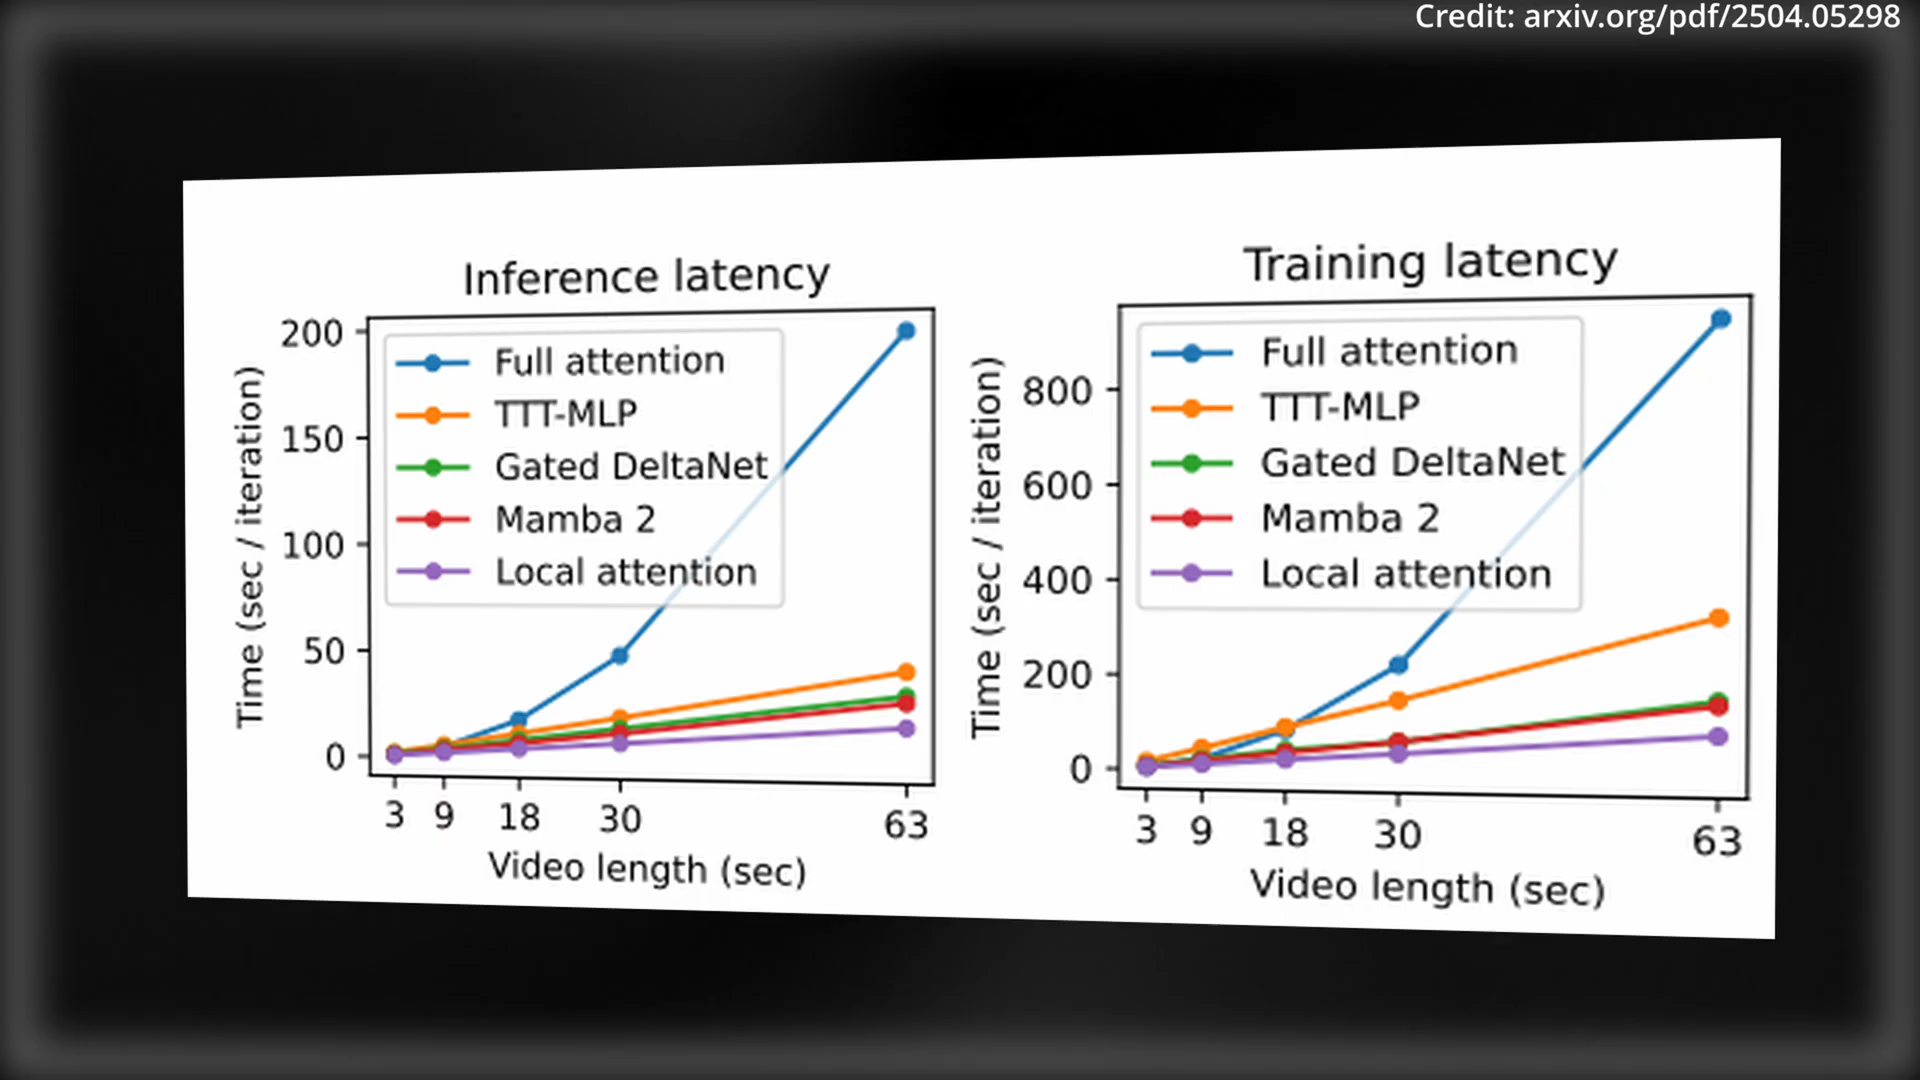 Credit: arxiv.org/pdf/2504.05298
Inference latency
Time (sec / iteration)
200
150
100
50
0
Full attention
TTT-MLP
Gated DeltaNet
Mamba 2
Local attention
3 9 18 30 63
Video length (sec)
Training latency
Time (sec / iteration)
800
600
400
200
0
Full attention
TTT-MLP
Gated DeltaNet
Mamba 2
Local attention
3 9 18 30 63
Video length (sec)